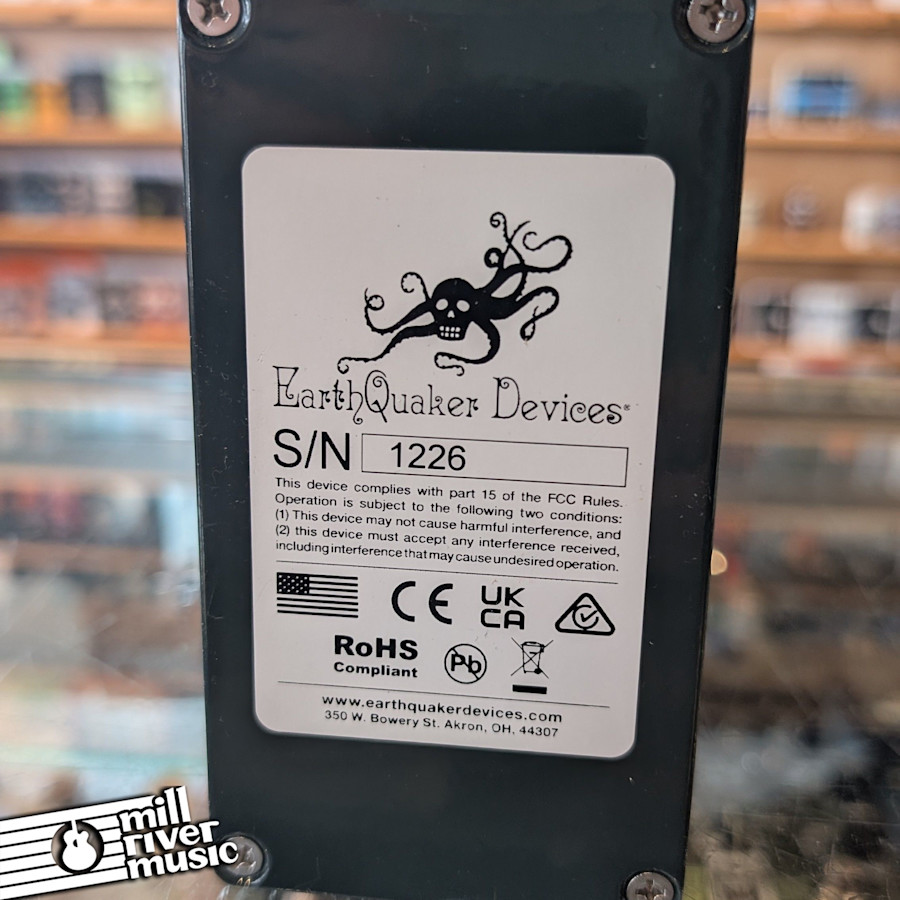 EarthQuaker Devices®
S/N 1226
This device complies with part 15 of the FCC Rules.
Operation is subject to the following two conditions:
(1) This device may not cause harmful interference, and
(2) this device must accept any interference received,
including interference that may cause undesired operation.
CE UK
CA
RoHS
Compliant
Pb
www.earthquakerdevices.com
350 W. Bowery St. Akron, OH, 44307
mill
river
music